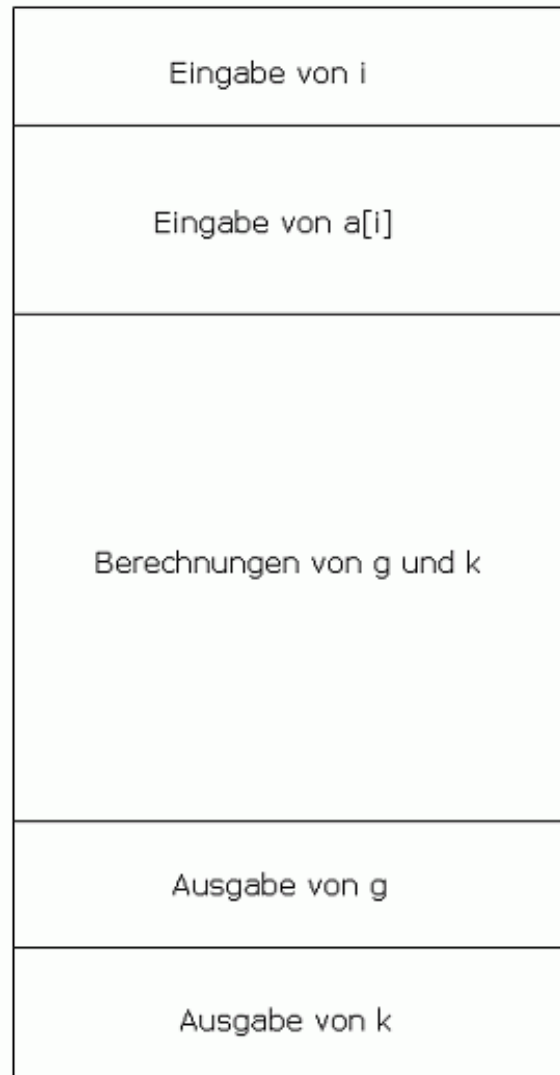 Eingabe von i
Eingabe von a[i]
Berechnungen von g und k
Ausgabe von g
Ausgabe von k